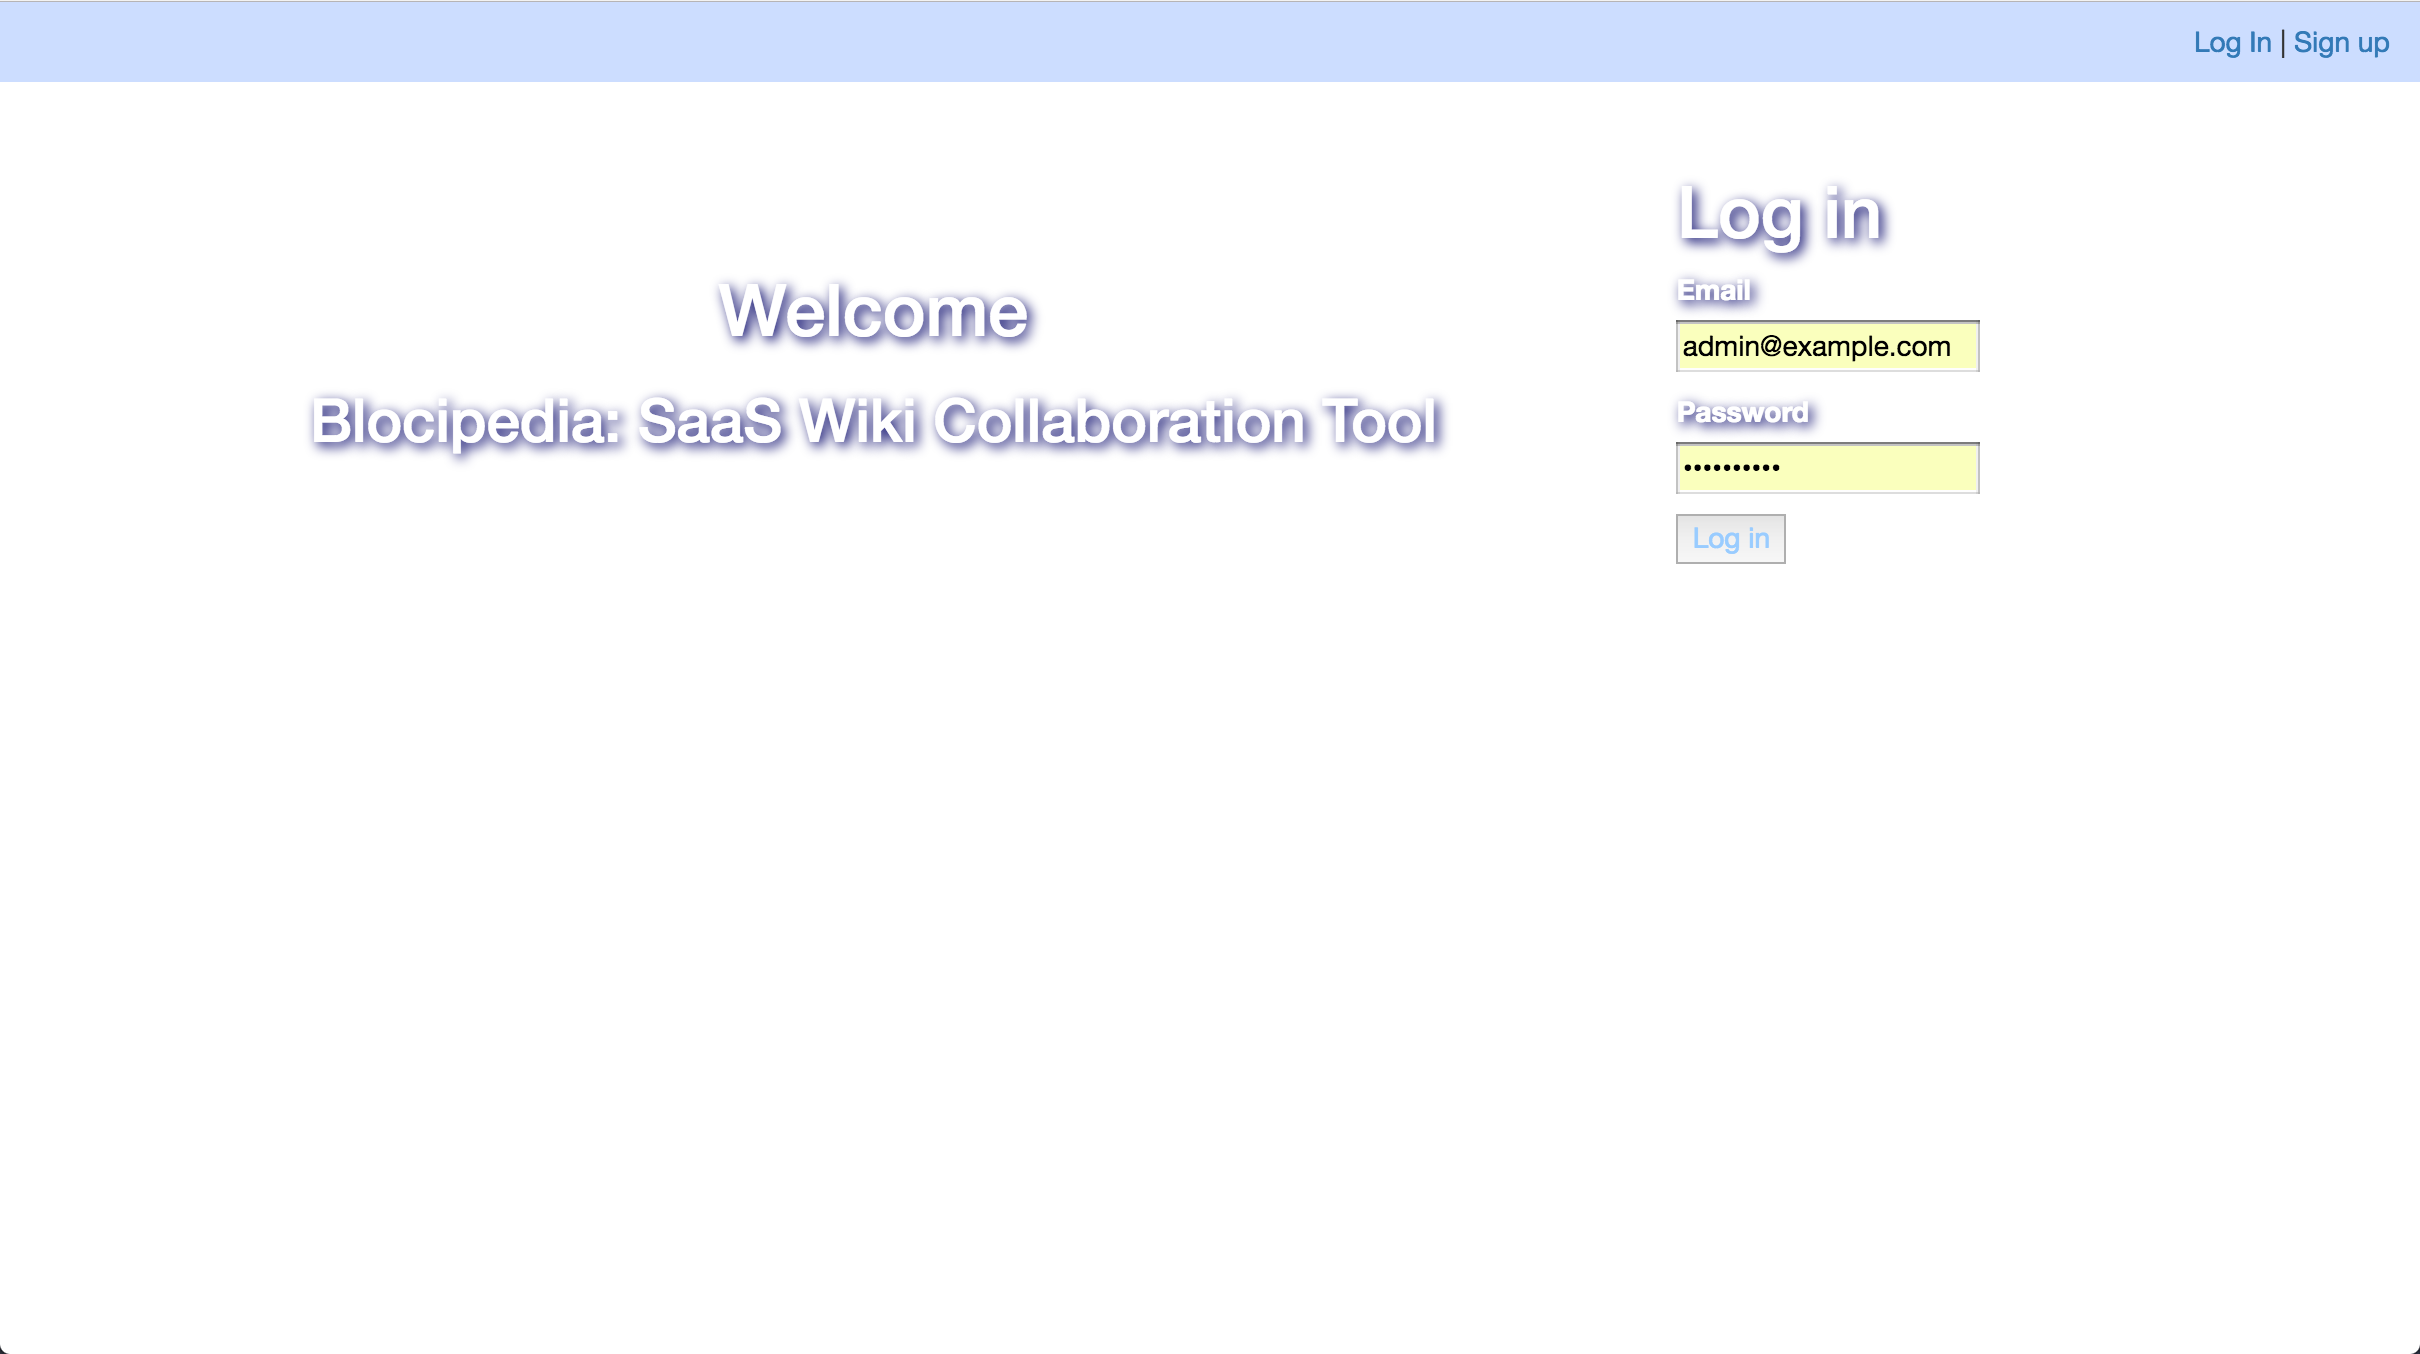 Log In | Sign up
Welcome
Blocipedia: SaaS Wiki Collaboration Tool
Log in
Email
admin@example.com
Password
••••••••••
Log in